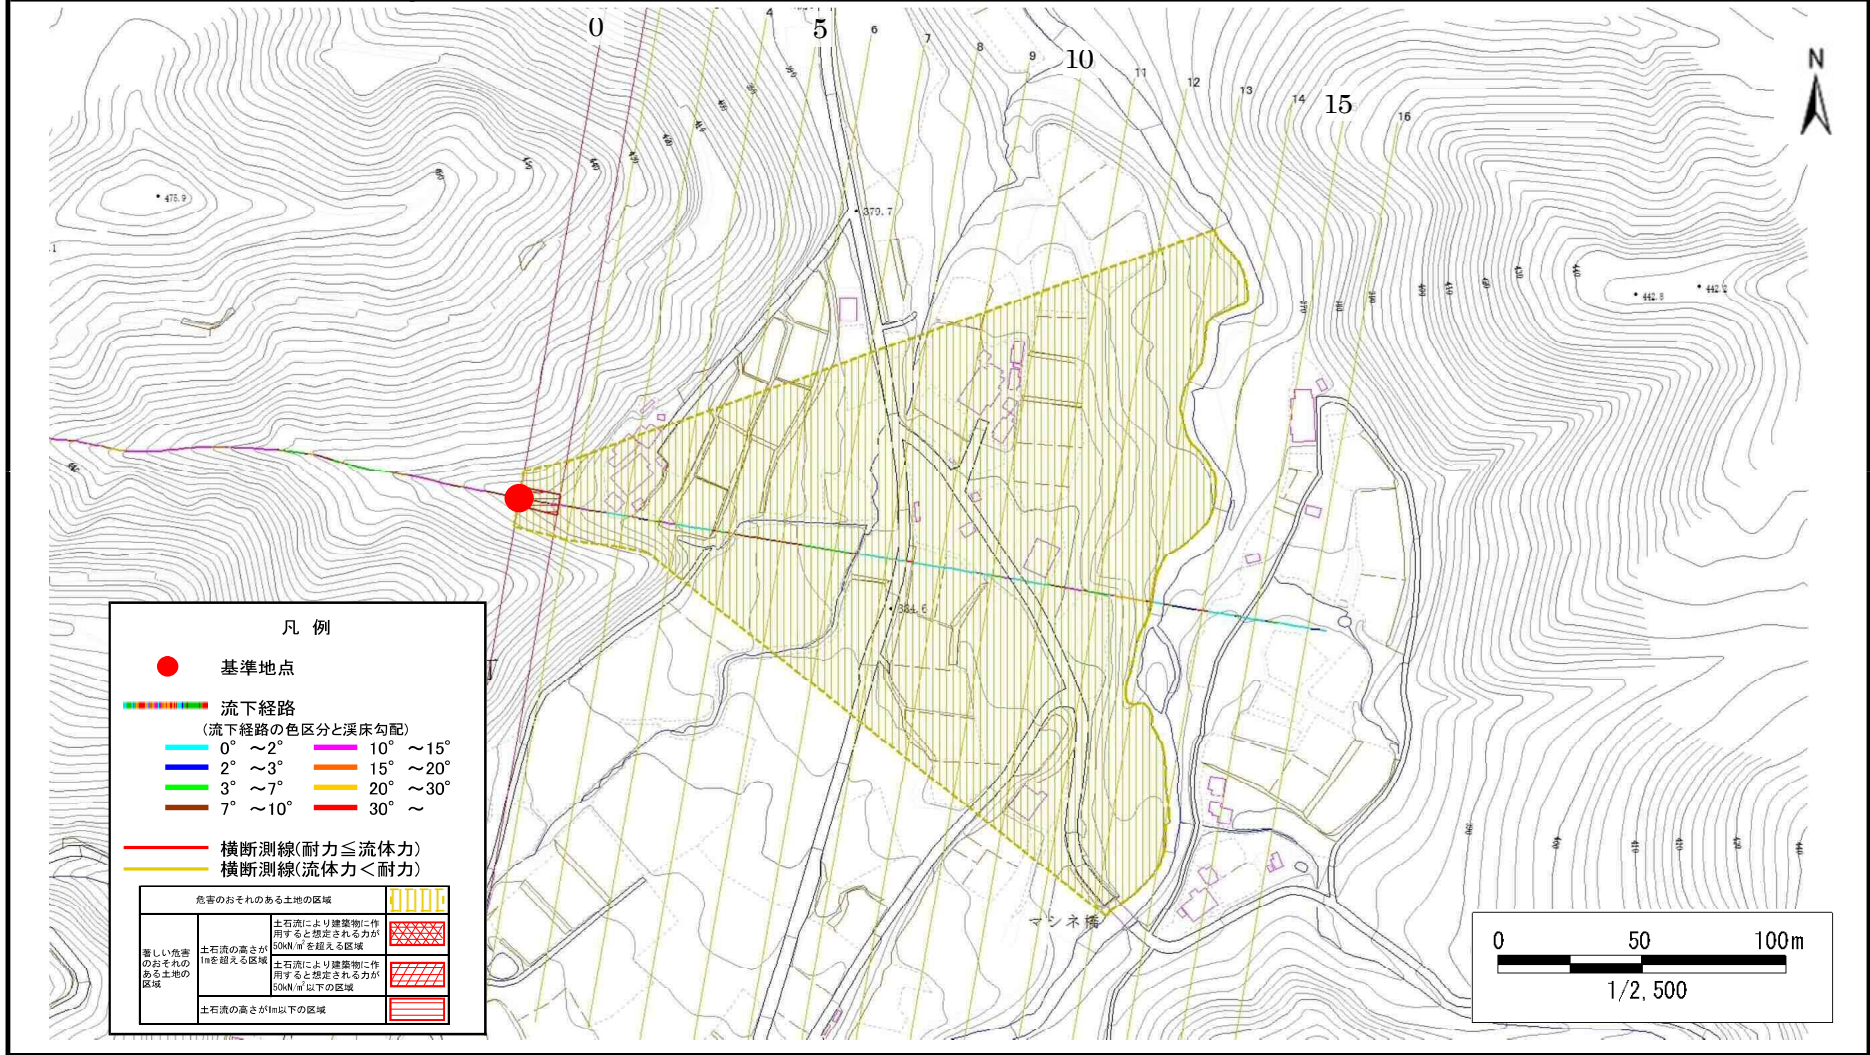 0
4
5
6
7
8
9
10
11
12
13
14
15
16
N
475.9
379.7
442.8
442.2
384.6
マシネ橋
凡 例
基準地点
流下経路
(流下経路の色区分と渓床勾配)
0° ～2° 10° ～15°
2° ～3° 15° ～20°
3° ～7° 20° ～30°
7° ～10° 30° ～
横断測線(耐力≦流体力)
横断測線(流体力＜耐力)
危害のおそれのある土地の区域
著しい危害
のおそれの
ある土地の
区域
土石流の高さが
1mを超える区域
土石流により建築物に作
用すると想定される力が
50kN/㎡を超える区域
土石流により建築物に作
用すると想定される力が
50kN/㎡以下の区域
土石流の高さが1m以下の区域
0 50 100m
1/2,500